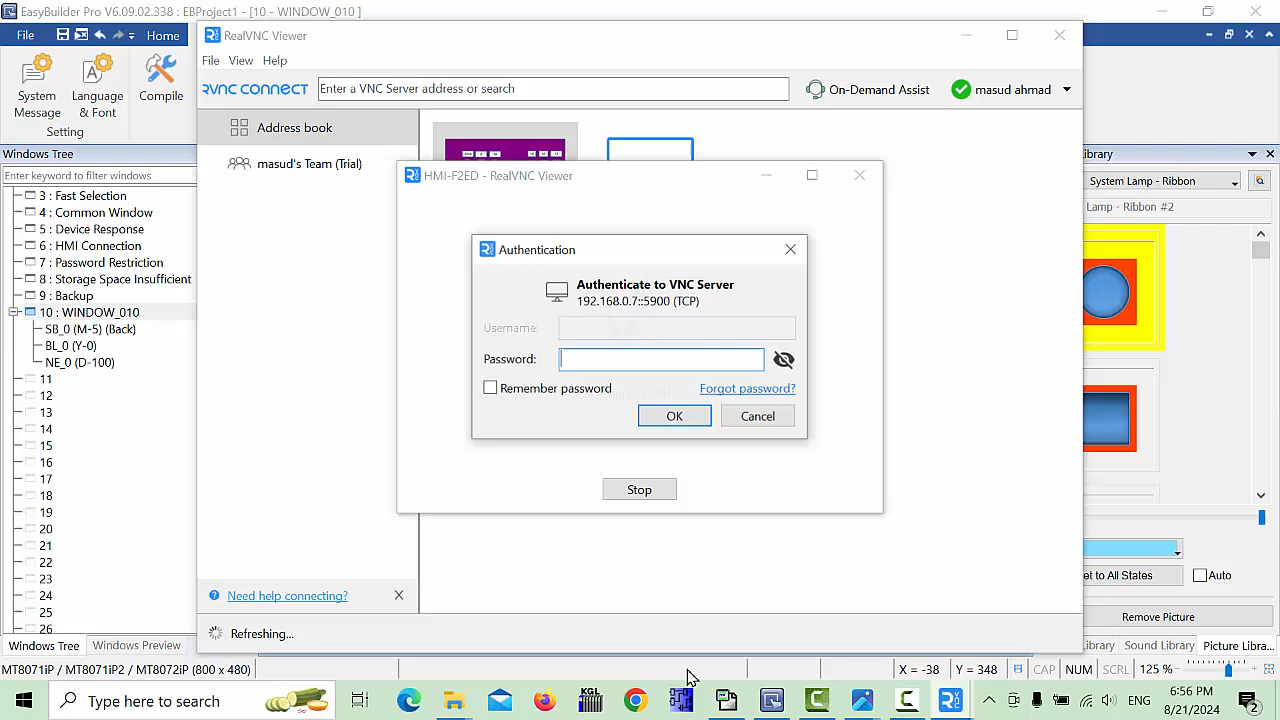 EasyBuilder Pro V6.09.02.338 : EBProject1 - [10 - WINDOW_010 ]
File
Home
System Message
Language & Font
Compile
Setting
Windows Tree
Enter keyword to filter windows
3 : Fast Selection
4 : Common Window
5 : Device Response
6 : HMI Connection
7 : Password Restriction
8 : Storage Space Insufficient
9 : Backup
10 : WINDOW_010
SB_0 (M-5) (Back)
BL_0 (Y-0)
NE_0 (D-100)
11
12
13
14
15
16
17
18
19
20
21
22
23
24
25
26
Windows Tree
Windows Preview
RealVNC Viewer
File
View
Help
RVNC CONNECT
Enter a VNC Server address or search
On-Demand Assist
masud ahmad
Address book
masud's Team (Trial)
HMI-F2ED - RealVNC Viewer
Authentication
Authenticate to VNC Server
192.168.0.7::5900 (TCP)
Username:
Password:
Remember password
Forgot password?
OK
Cancel
Stop
Need help connecting?
Refreshing...
ibrary
System Lamp - Ribbon
Lamp - Ribbon #2
et to All States
Auto
Remove Picture
ibrary
Sound Library
Picture Libra...
MT8071iP / MT8071iP2 / MT8072iP (800 x 480)
X = -38
Y = 348
CAP
NUM
SCRL
125 %
Type here to search
KGL
ENG
6:56 PM
8/21/2024
2